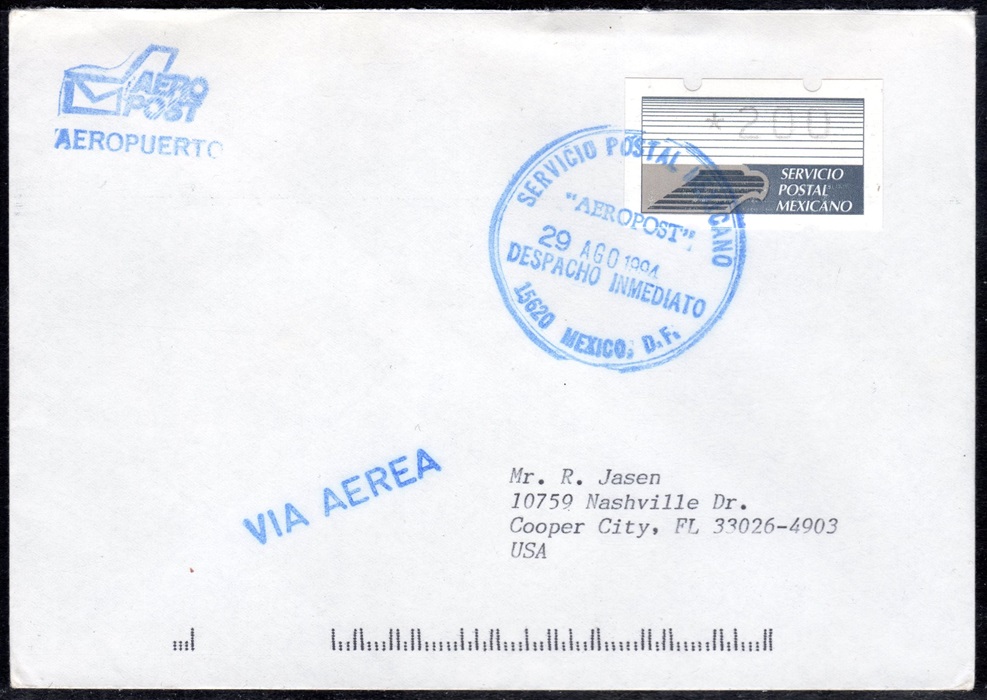 AERO
POST
AEROPUERTO
*200
SERVICIO
POSTAL
MEXICANO
SERVICIO POSTAL MEXICANO
"AEROPOST"
29 AGO 1994
DESPACHO INMEDIATO
15620 MEXICO, D.F.
VIA AEREA
Mr. R. Jasen
10759 Nashville Dr.
Cooper City, FL 33026-4903
USA